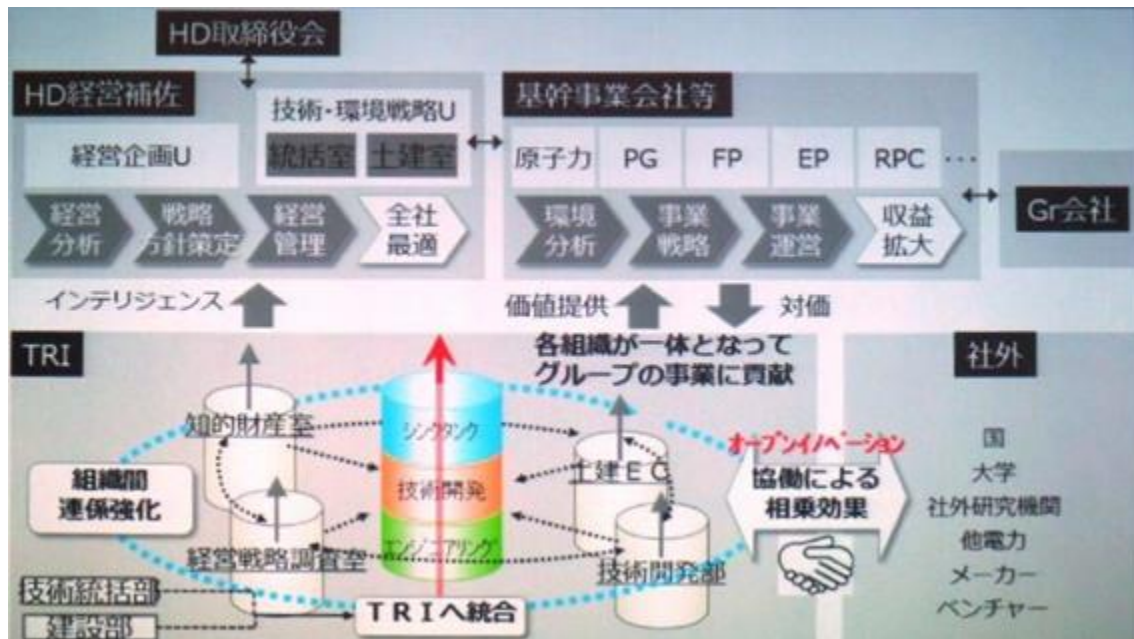 HD取締役会
HD経営補佐
経営企画U
技術・環境戦略U
統括室
土建室
経営
分析
戦略
方針策定
経営
管理
全社
最適
基幹事業会社等
原子力
PG
FP
EP
RPC
…
環境
分析
事業
戦略
事業
運営
収益
拡大
Gr会社
インテリジェンス
価値提供
対価
TRI
各組織が一体となって
グループの事業に貢献
知的財産室
経営戦略調査室
シンクタンク
技術開発
エンジニアリング
土建EC
技術開発部
組織間
連係強化
技術統括部
建設部
TRIへ統合
オープンイノベーション
協働による
相乗効果
社外
国
大学
社外研究機関
他電力
メーカー
ベンチャー